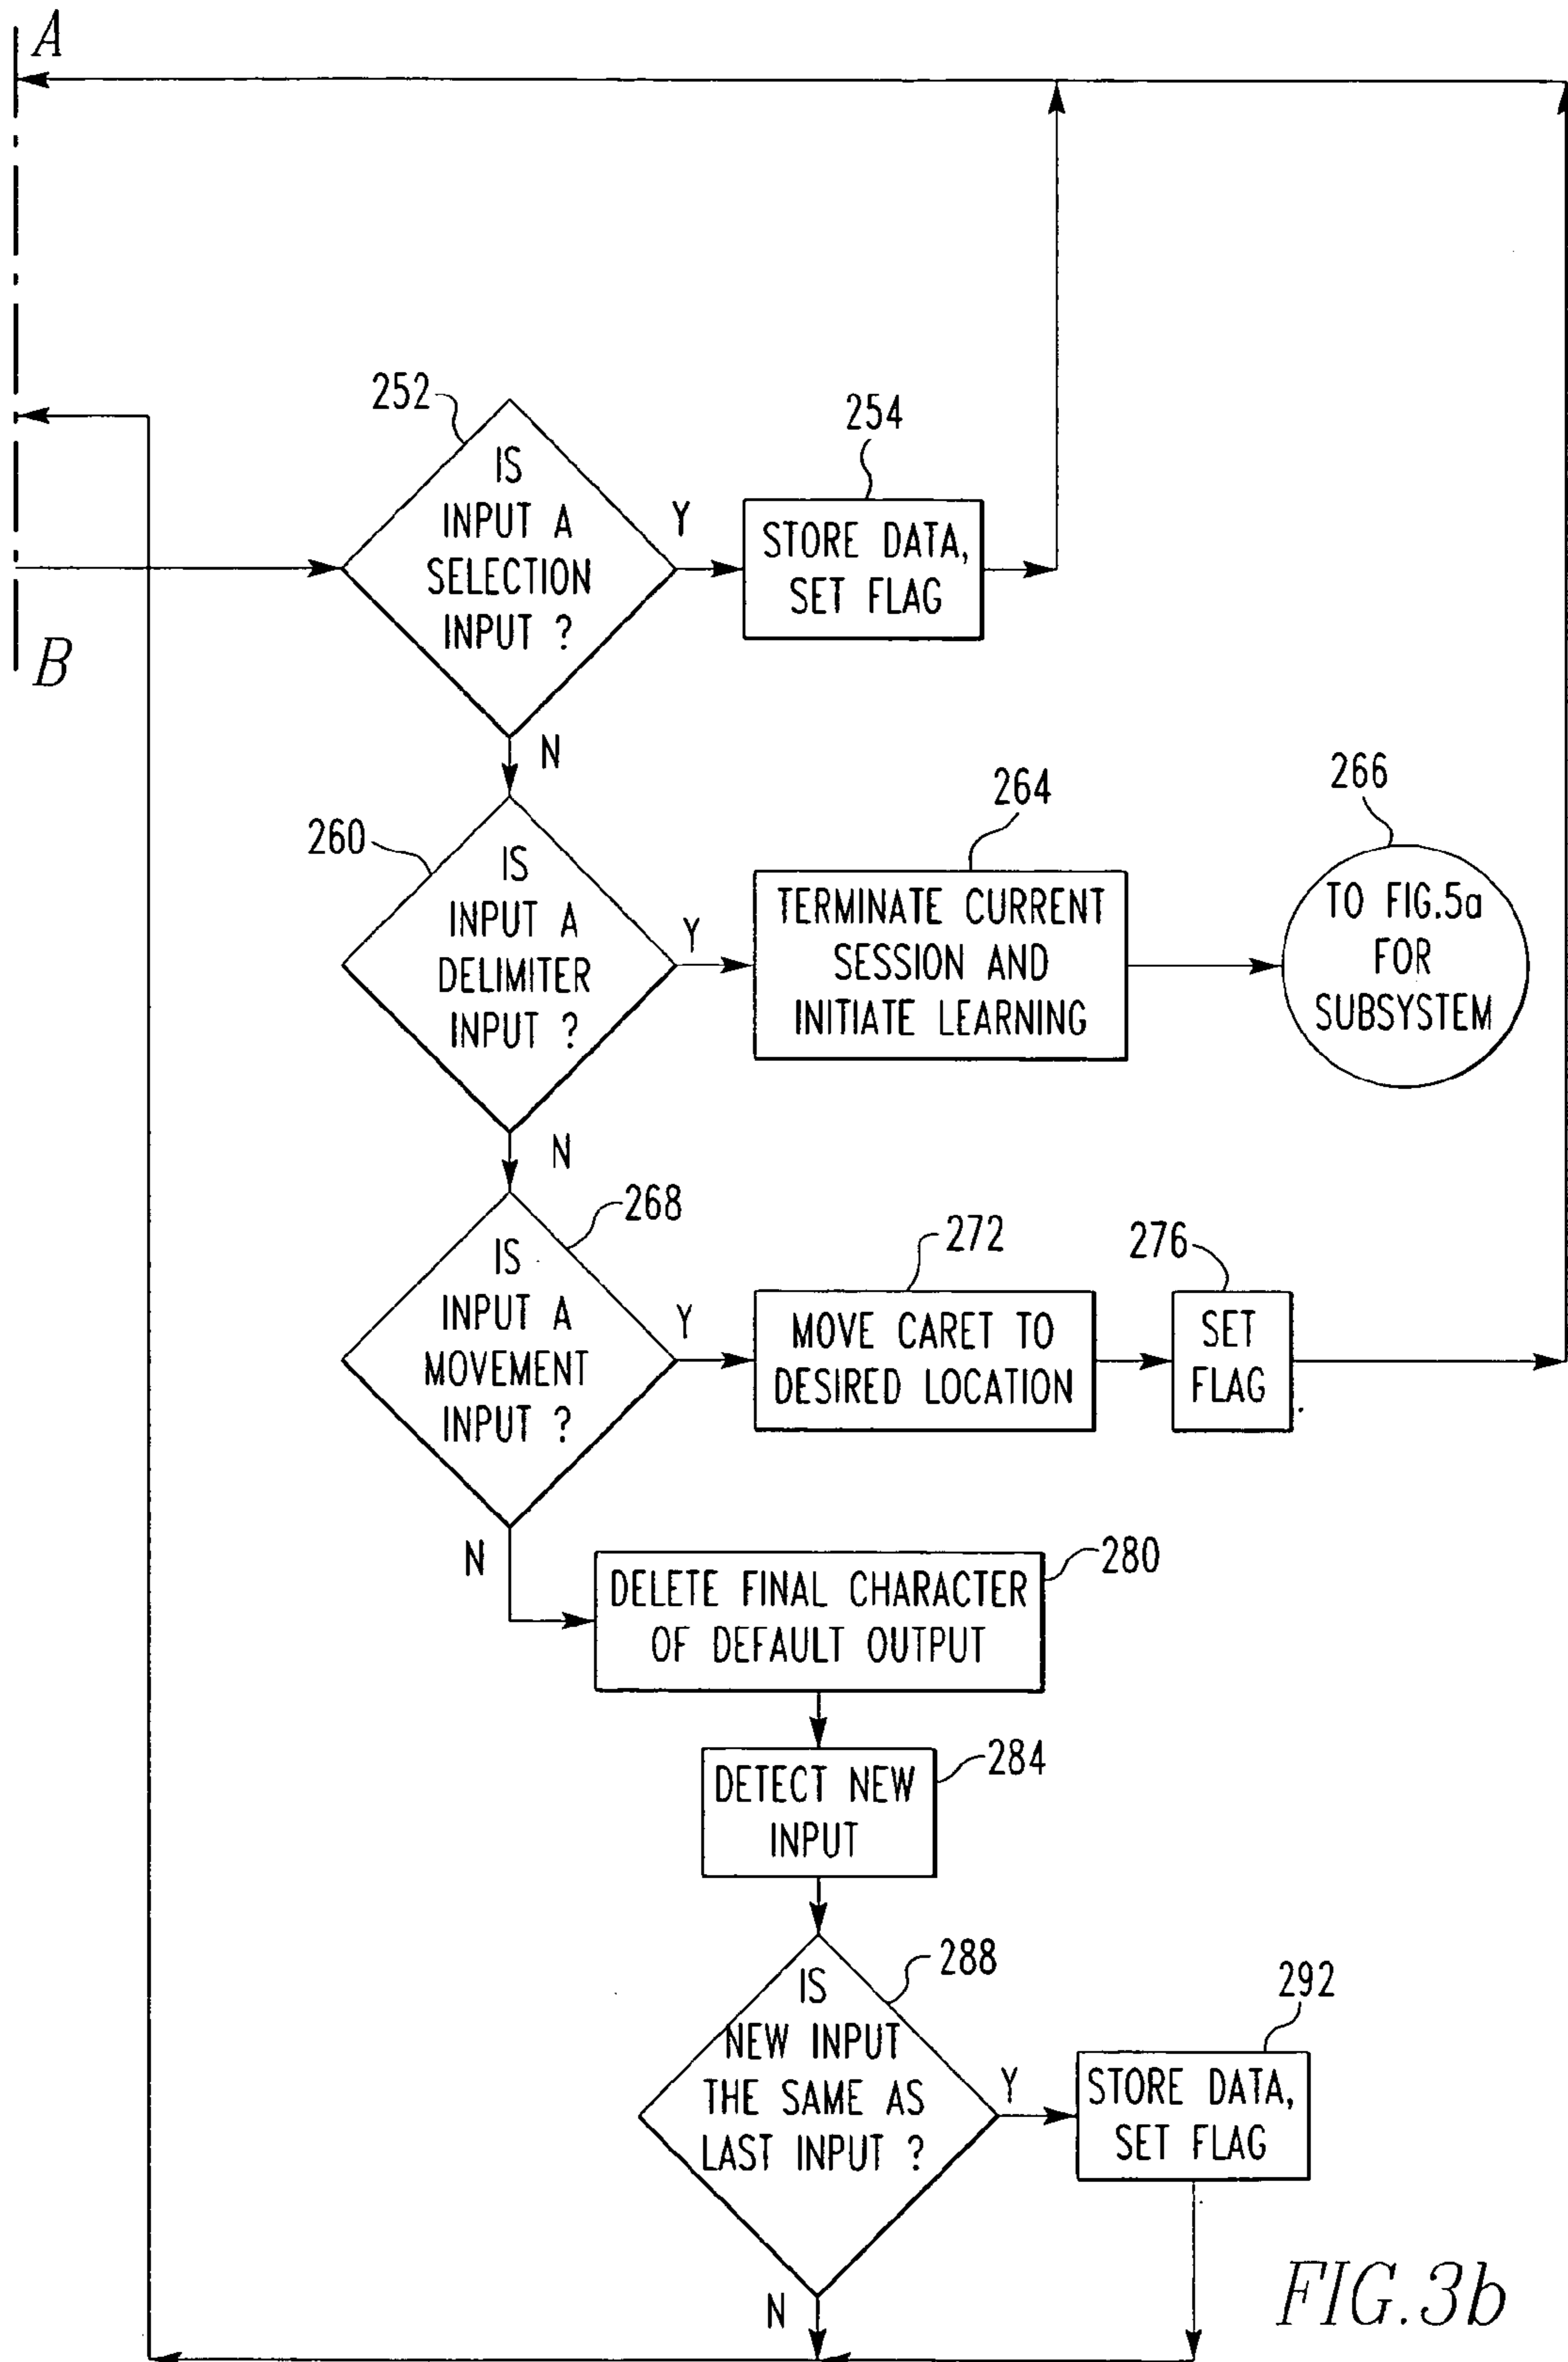 A
252
IS
INPUT A
SELECTION
INPUT ?
Y
254
STORE DATA,
SET FLAG
B
N
260
IS
INPUT A
DELIMITER
INPUT ?
Y
264
TERMINATE CURRENT
SESSION AND
INITIATE LEARNING
266
TO FIG.5a
FOR
SUBSYSTEM
N
268
IS
INPUT A
MOVEMENT
INPUT ?
Y
272
MOVE CARET TO
DESIRED LOCATION
276
SET
FLAG
N
280
DELETE FINAL CHARACTER
OF DEFAULT OUTPUT
284
DETECT NEW
INPUT
288
IS
NEW INPUT
THE SAME AS
LAST INPUT ?
Y
292
STORE DATA,
SET FLAG
N
FIG.3b